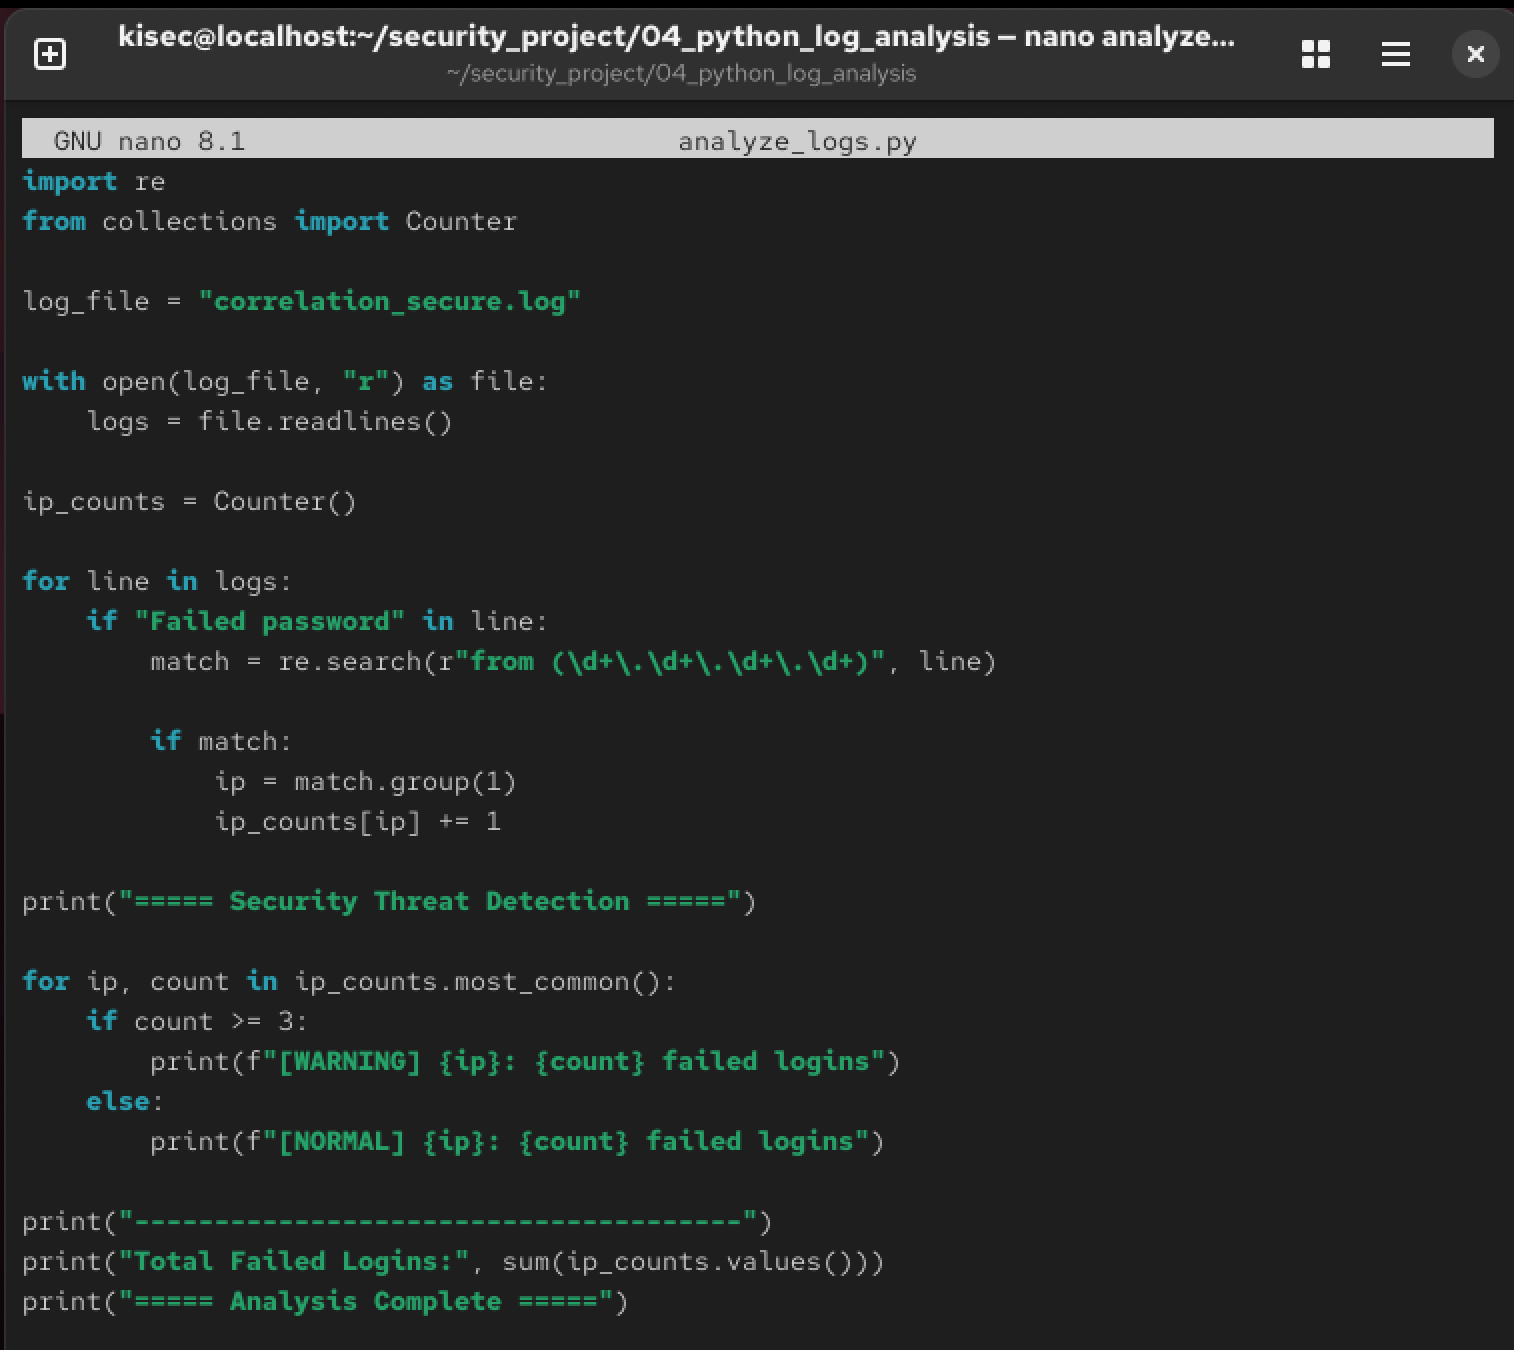 kisec@localhost:~/security_project/04_python_log_analysis — nano analyze...
~/security_project/04_python_log_analysis
GNU nano 8.1 analyze_logs.py
import re
from collections import Counter
log_file = "correlation_secure.log"
with open(log_file, "r") as file:
    logs = file.readlines()
ip_counts = Counter()
for line in logs:
    if "Failed password" in line:
        match = re.search(r"from (\d+\.\d+\.\d+\.\d+)", line)
        if match:
            ip = match.group(1)
            ip_counts[ip] += 1
print("===== Security Threat Detection =====")
for ip, count in ip_counts.most_common():
    if count >= 3:
        print(f"[WARNING] {ip}: {count} failed logins")
    else:
        print(f"[NORMAL] {ip}: {count} failed logins")
print("--------------------------------------")
print("Total Failed Logins:", sum(ip_counts.values()))
print("===== Analysis Complete =====")